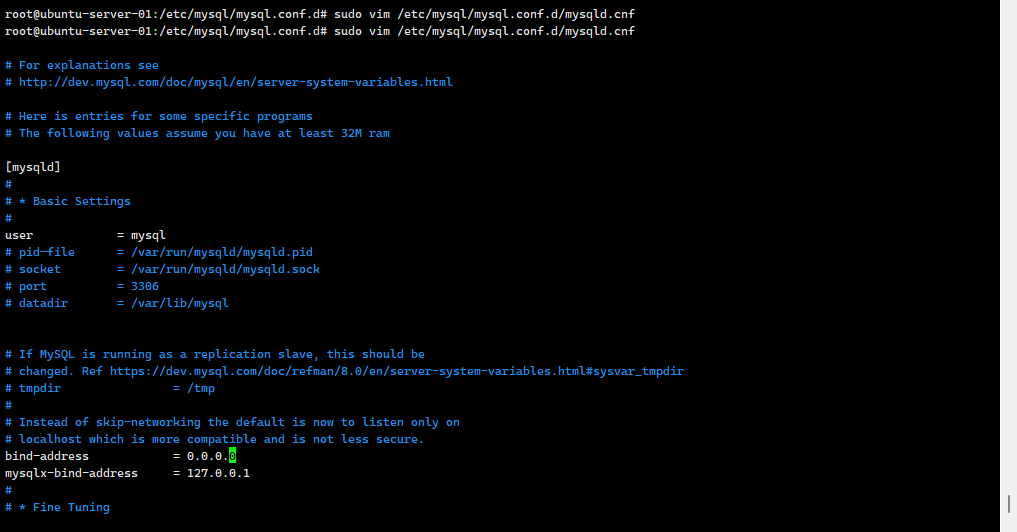 root@ubuntu-server-01:/etc/mysql/mysql.conf.d# sudo vim /etc/mysql/mysql.conf.d/mysqld.cnf
root@ubuntu-server-01:/etc/mysql/mysql.conf.d# sudo vim /etc/mysql/mysql.conf.d/mysqld.cnf
# For explanations see
# http://dev.mysql.com/doc/mysql/en/server-system-variables.html
# Here is entries for some specific programs
# The following values assume you have at least 32M ram
[mysqld]
#
# * Basic Settings
#
user            = mysql
# pid-file      = /var/run/mysqld/mysqld.pid
# socket        = /var/run/mysqld/mysqld.sock
# port          = 3306
# datadir       = /var/lib/mysql
# If MySQL is running as a replication slave, this should be
# changed. Ref https://dev.mysql.com/doc/refman/8.0/en/server-system-variables.html#sysvar_tmpdir
# tmpdir                = /tmp
#
# Instead of skip-networking the default is now to listen only on
# localhost which is more compatible and is not less secure.
bind-address            = 0.0.0.0
mysqlx-bind-address     = 127.0.0.1
#
# * Fine Tuning